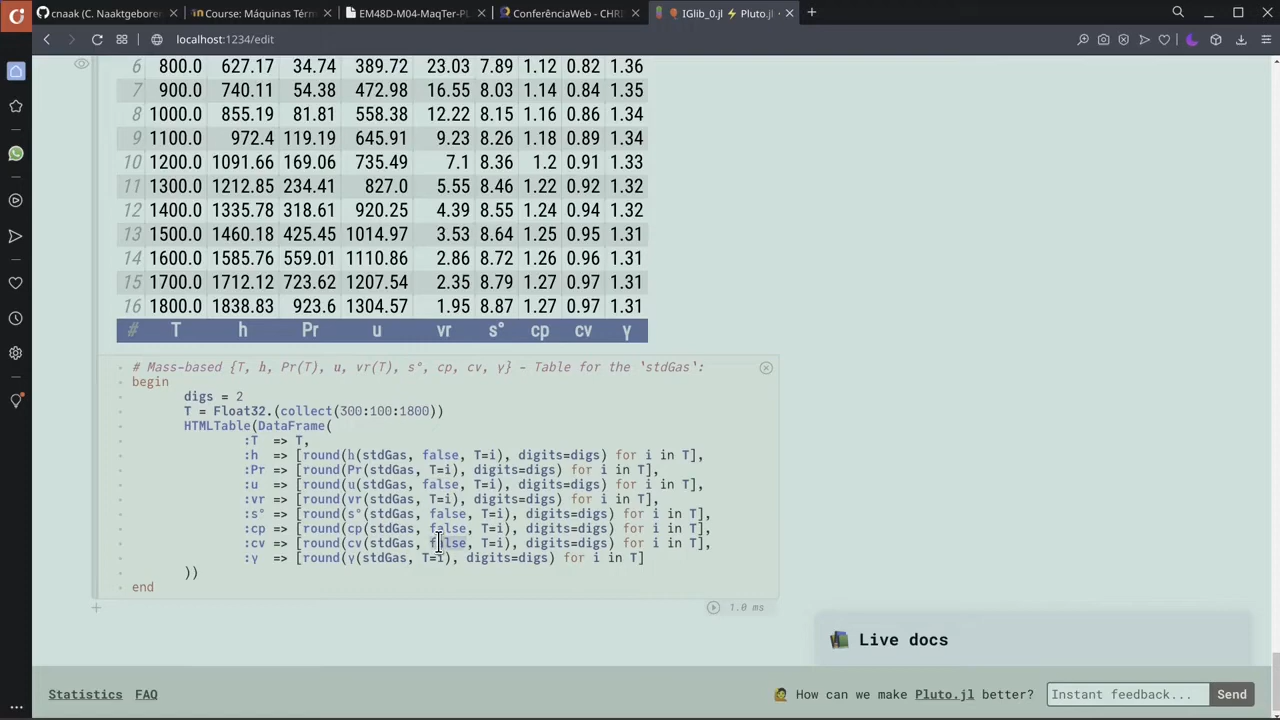 cnaak (C. Naaktgeboren
Course: Máquinas Térm
EM48D-M04-MaqTer-PL
ConferênciaWeb - CHRI
IGlib_0.jl ⚡ Pluto.jl
localhost:1234/edit
6 800.0 627.17 34.74 389.72 23.03 7.89 1.12 0.82 1.36
7 900.0 740.11 54.38 472.98 16.55 8.03 1.14 0.84 1.35
8 1000.0 855.19 81.81 558.38 12.22 8.15 1.16 0.86 1.34
9 1100.0 972.4 119.19 645.91 9.23 8.26 1.18 0.89 1.34
10 1200.0 1091.66 169.06 735.49 7.1 8.36 1.2 0.91 1.33
11 1300.0 1212.85 234.41 827.0 5.55 8.46 1.22 0.92 1.32
12 1400.0 1335.78 318.61 920.25 4.39 8.55 1.24 0.94 1.32
13 1500.0 1460.18 425.45 1014.97 3.53 8.64 1.25 0.95 1.31
14 1600.0 1585.76 559.01 1110.86 2.86 8.72 1.26 0.96 1.31
15 1700.0 1712.12 723.62 1207.54 2.35 8.79 1.27 0.97 1.31
16 1800.0 1838.83 923.6 1304.57 1.95 8.87 1.27 0.97 1.31
# T h Pr u vr s° cp cv γ
# Mass-based {T, h, Pr(T), u, vr(T), s°, cp, cv, γ} - Table for the `stdGas`:
begin
digs = 2
T = Float32.(collect(300:100:1800))
HTMLTable(DataFrame(
:T => T,
:h => [round(h(stdGas, false, T=i), digits=digs) for i in T],
:Pr => [round(Pr(stdGas, T=i), digits=digs) for i in T],
:u => [round(u(stdGas, false, T=i), digits=digs) for i in T],
:vr => [round(vr(stdGas, T=i), digits=digs) for i in T],
:s° => [round(s°(stdGas, false, T=i), digits=digs) for i in T],
:cp => [round(cp(stdGas, false, T=i), digits=digs) for i in T],
:cv => [round(cv(stdGas, false, T=i), digits=digs) for i in T],
:γ => [round(γ(stdGas, T=i), digits=digs) for i in T]
))
end
1.0 ms
Live docs
Statistics FAQ
How can we make Pluto.jl better?
Instant feedback...
Send